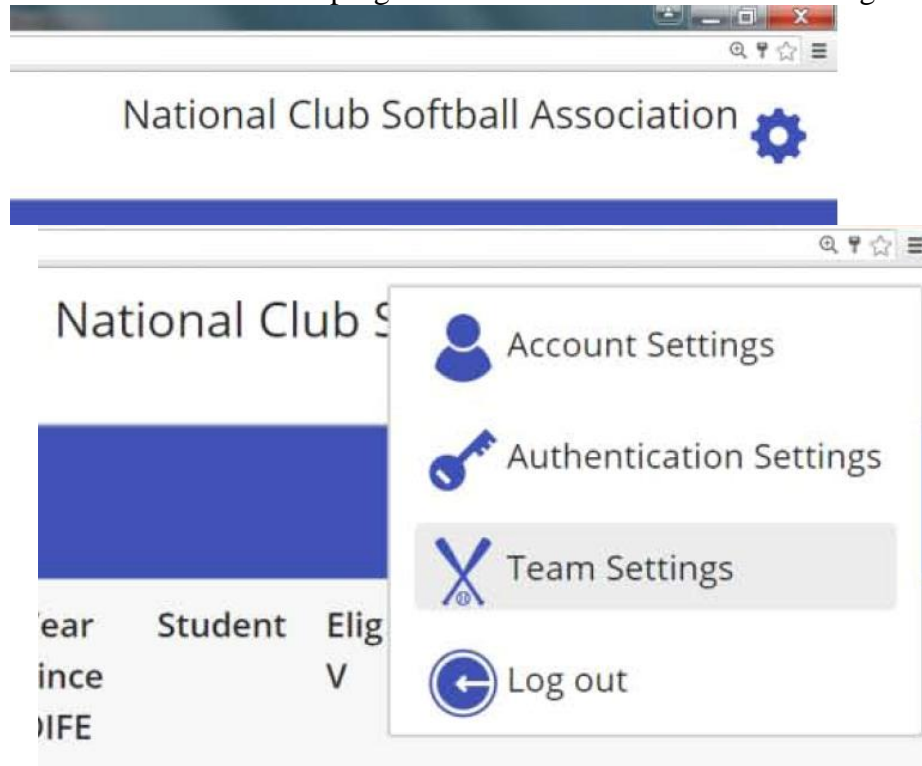 National Club Softball Association
National Club S
Account Settings
Authentication Settings
Team Settings
Student Elig
V
Log out